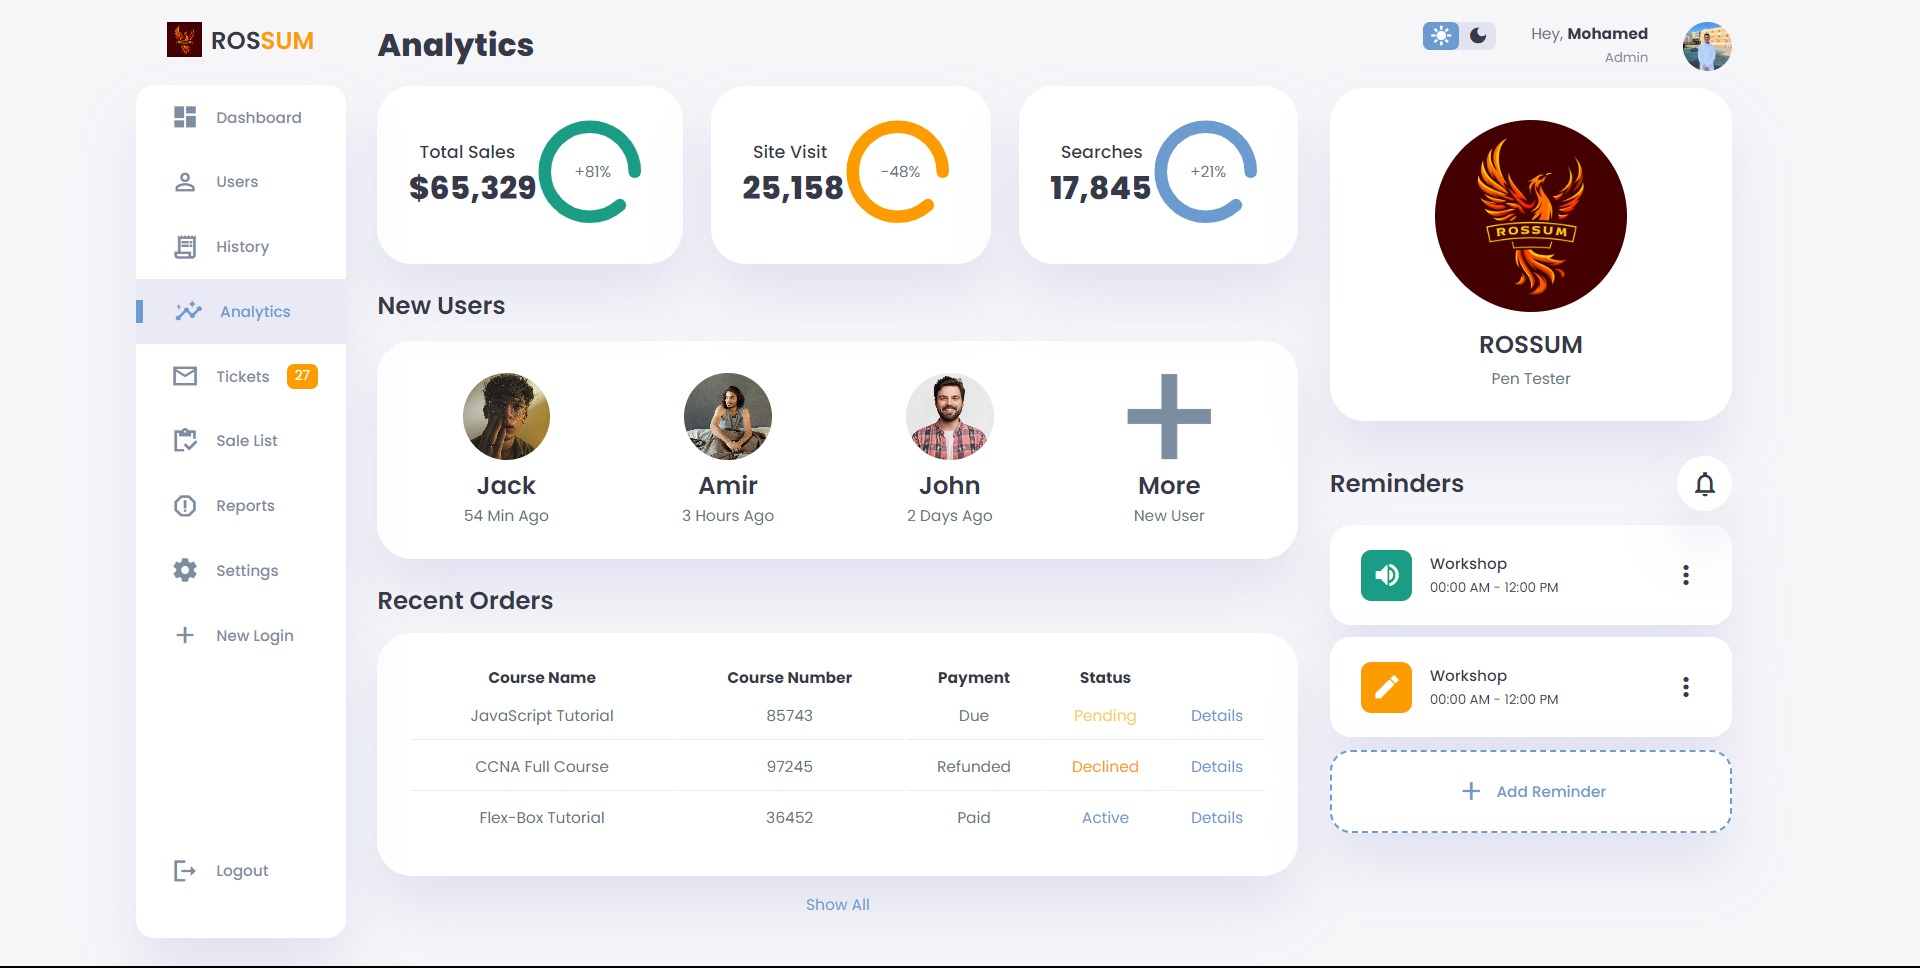 ROSSUM
Dashboard
Users
History
Analytics
Tickets 27
Sale List
Reports
Settings
New Login
Logout
Analytics
Total Sales
$65,329
+81%
Site Visit
25,158
-48%
Searches
17,845
+21%
New Users
Jack
54 Min Ago
Amir
3 Hours Ago
John
2 Days Ago
More
New User
Recent Orders
Course Name Course Number Payment Status
JavaScript Tutorial 85743 Due Pending Details
CCNA Full Course 97245 Refunded Declined Details
Flex-Box Tutorial 36452 Paid Active Details
Show All
Hey, Mohamed
Admin
ROSSUM
ROSSUM
Pen Tester
Reminders
Workshop
00:00 AM - 12:00 PM
Workshop
00:00 AM - 12:00 PM
Add Reminder